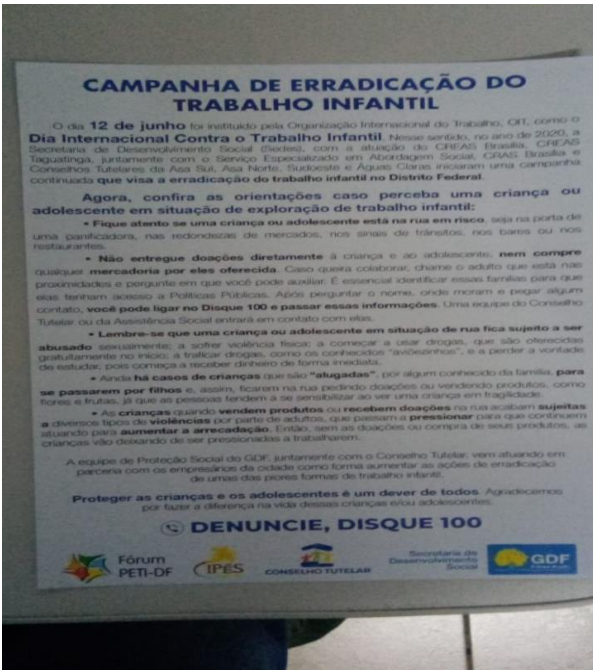 CAMPANHA DE ERRADICAÇÃO DO
TRABALHO INFANTIL
O dia 12 de junho foi instituído pela Organização Internacional do Trabalho, OIT, como o
Dia Internacional Contra o Trabalho Infantil. Nesse sentido, no ano de 2020, a
Secretaria de Desenvolvimento Social (Sedes), com a atuação do CREAS Brasília, CREAS
Taguatinga, juntamente com o Serviço Especializado em Abordagem Social, CRAS Brasília e
Conselhos Tutelares da Asa Sul, Asa Norte, Sudoeste e Águas Claras iniciaram uma campanha
continuada que visa a erradicação do trabalho infantil no Distrito Federal.
Agora, confira as orientações caso perceba uma criança ou
adolescente em situação de exploração de trabalho infantil:
• Fique atento se uma criança ou adolescente está na rua em risco, seja na porta de
uma panificadora, nas redondezas de mercados, nos sinais de trânsitos, nos bares ou nos
restaurantes.
• Não entregue doações diretamente à criança e ao adolescente, nem compre
qualquer mercadoria por eles oferecida. Caso queira colaborar, chame o adulto que está nas
proximidades e pergunte em que você pode auxiliar. É essencial identificar essas famílias para que
elas tenham acesso a Políticas Públicas. Após perguntar o nome, onde moram e pegar algum
contato, você pode ligar no Disque 100 e passar essas informações. Uma equipe do Conselho
Tutelar ou da Assistência Social entrará em contato com elas.
• Lembre-se que uma criança ou adolescente em situação de rua fica sujeito a ser
abusado sexualmente; a sofrer violência física; a começar a usar drogas, que são oferecidas
gratuitamente no início; a traficar drogas, como os conhecidos "aviõesinhos", e a perder a vontade
de estudar, pois começa a receber dinheiro de forma imediata.
• Ainda há casos de crianças que são "alugadas", por algum conhecido da família, para
se passarem por filhos e, assim, ficarem na rua pedindo doações ou vendendo produtos, como
flores e frutas, já que as pessoas tendem a se sensibilizar ao ver uma criança em fragilidade.
• As crianças quando vendem produtos ou recebem doações na rua acabam sujeitas
a diversos tipos de violências por parte de adultos, que passam a pressionar para que continuem
atuando para aumentar a arrecadação. Então, sem as doações ou compra de seus produtos, as
crianças vão deixando de ser pressionadas a trabalharem.
A equipe de Proteção Social do GDF, juntamente com o Conselho Tutelar, vem atuando em
parceria com os empresários da cidade como forma aumentar as ações de erradicação
de umas das piores formas de trabalho infantil.
Proteger as crianças e os adolescentes é um dever de todos. Agradecemos
por fazer a diferença na vida dessas crianças e/ou adolescentes.
DENUNCIE, DISQUE 100
Fórum
PETI-DF
IPÊS
CONSELHO TUTELAR
Secretaria de
Desenvolvimento
Social
GDF